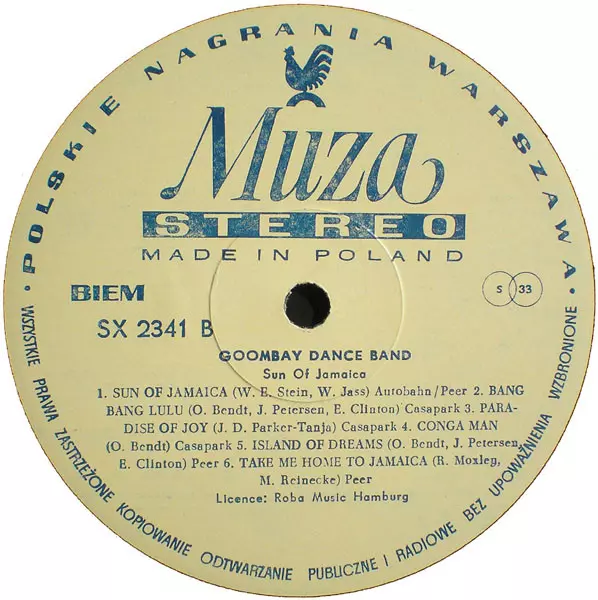 POLSKIE NAGRANIA WARSZAWA
Muza
STEREO
MADE IN POLAND
BIEM
S 33
SX 2341 B
GOOMBAY DANCE BAND
Sun Of Jamaica
1. SUN OF JAMAICA (W. E. Stein, W. Jass) Autobahn/Peer 2. BANG
BANG LULU (O. Bendt, J. Petersen, E. Clinton) Casapark 3. PARA-
DISE OF JOY (J. D. Parker-Tanja) Casapark 4. CONGA MAN
(O. Bendt) Casapark 5. ISLAND OF DREAMS (O. Bendt, J. Petersen,
E. Clinton) Peer 6. TAKE ME HOME TO JAMAICA (R. Moxley,
M. Reinecke) Peer
Licence: Roba Music Hamburg
WSZYSTKIE PRAWA ZASTRZEŻONE KOPIOWANIE ODTWARZANIE PUBLICZNE I RADIOWE BEZ UPOWAŻNIENIA WZBRONIONE